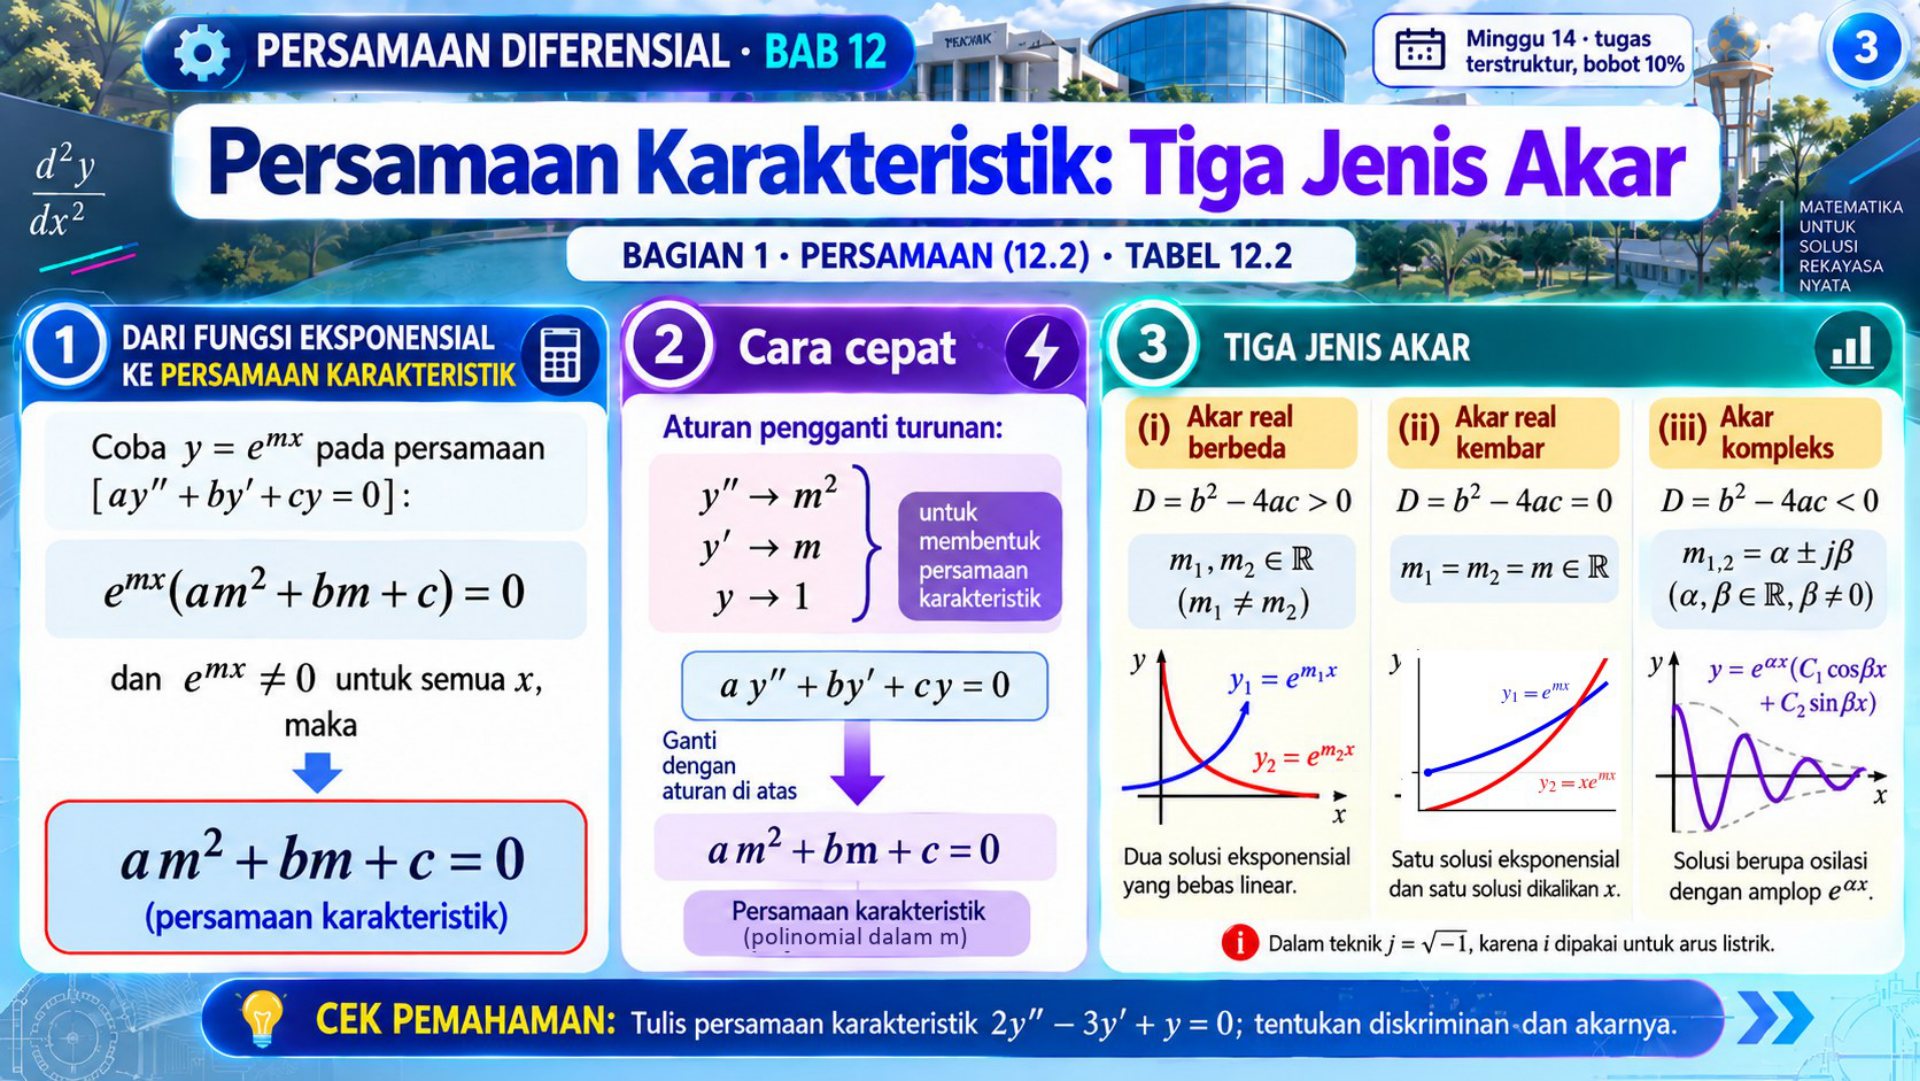 PERSAMAAN DIFERENSIAL · BAB 12
Minggu 14 · tugas
terstruktur, bobot 10%
3
d²y
dx²
Persamaan Karakteristik: Tiga Jenis Akar
BAGIAN 1 · PERSAMAAN (12.2) · TABEL 12.2
MATEMATIKA
UNTUK
SOLUSI
REKAYASA
NYATA
1
DARI FUNGSI EKSPONENSIAL
KE PERSAMAAN KARAKTERISTIK
Coba y = e^{mx} pada persamaan
[ay″ + by′ + cy = 0]:
e^{mx}(am² + bm + c) = 0
dan e^{mx} ≠ 0 untuk semua x,
maka
am² + bm + c = 0
(persamaan karakteristik)
2
Cara cepat
Aturan pengganti turunan:
y″ → m²
y′ → m
y → 1
untuk
membentuk
persamaan
karakteristik
a y″ + by′ + cy = 0
Ganti
dengan
aturan di atas
am² + bm + c = 0
Persamaan karakteristik
(polinomial dalam m)
3
TIGA JENIS AKAR
(i) Akar real
berbeda
D = b² − 4ac > 0
m₁, m₂ ∈ ℝ
(m₁ ≠ m₂)
y
y₁ = e^{m₁x}
y₂ = e^{m₂x}
x
Dua solusi eksponensial
yang bebas linear.
(ii) Akar real
kembar
D = b² − 4ac = 0
m₁ = m₂ = m ∈ ℝ
y
y₁ = e^{mx}
y₂ = xe^{mx}
Satu solusi eksponensial
dan satu solusi dikalikan x.
(iii) Akar
kompleks
D = b² − 4ac < 0
m₁,₂ = α ± jβ
(α, β ∈ ℝ, β ≠ 0)
y
y = e^{αx}(C₁ cosβx
+ C₂ sinβx)
x
Solusi berupa osilasi
dengan amplop e^{αx}.
i Dalam teknik j = √−1, karena i dipakai untuk arus listrik.
CEK PEMAHAMAN: Tulis persamaan karakteristik 2y″ − 3y′ + y = 0; tentukan diskriminan dan akarnya.